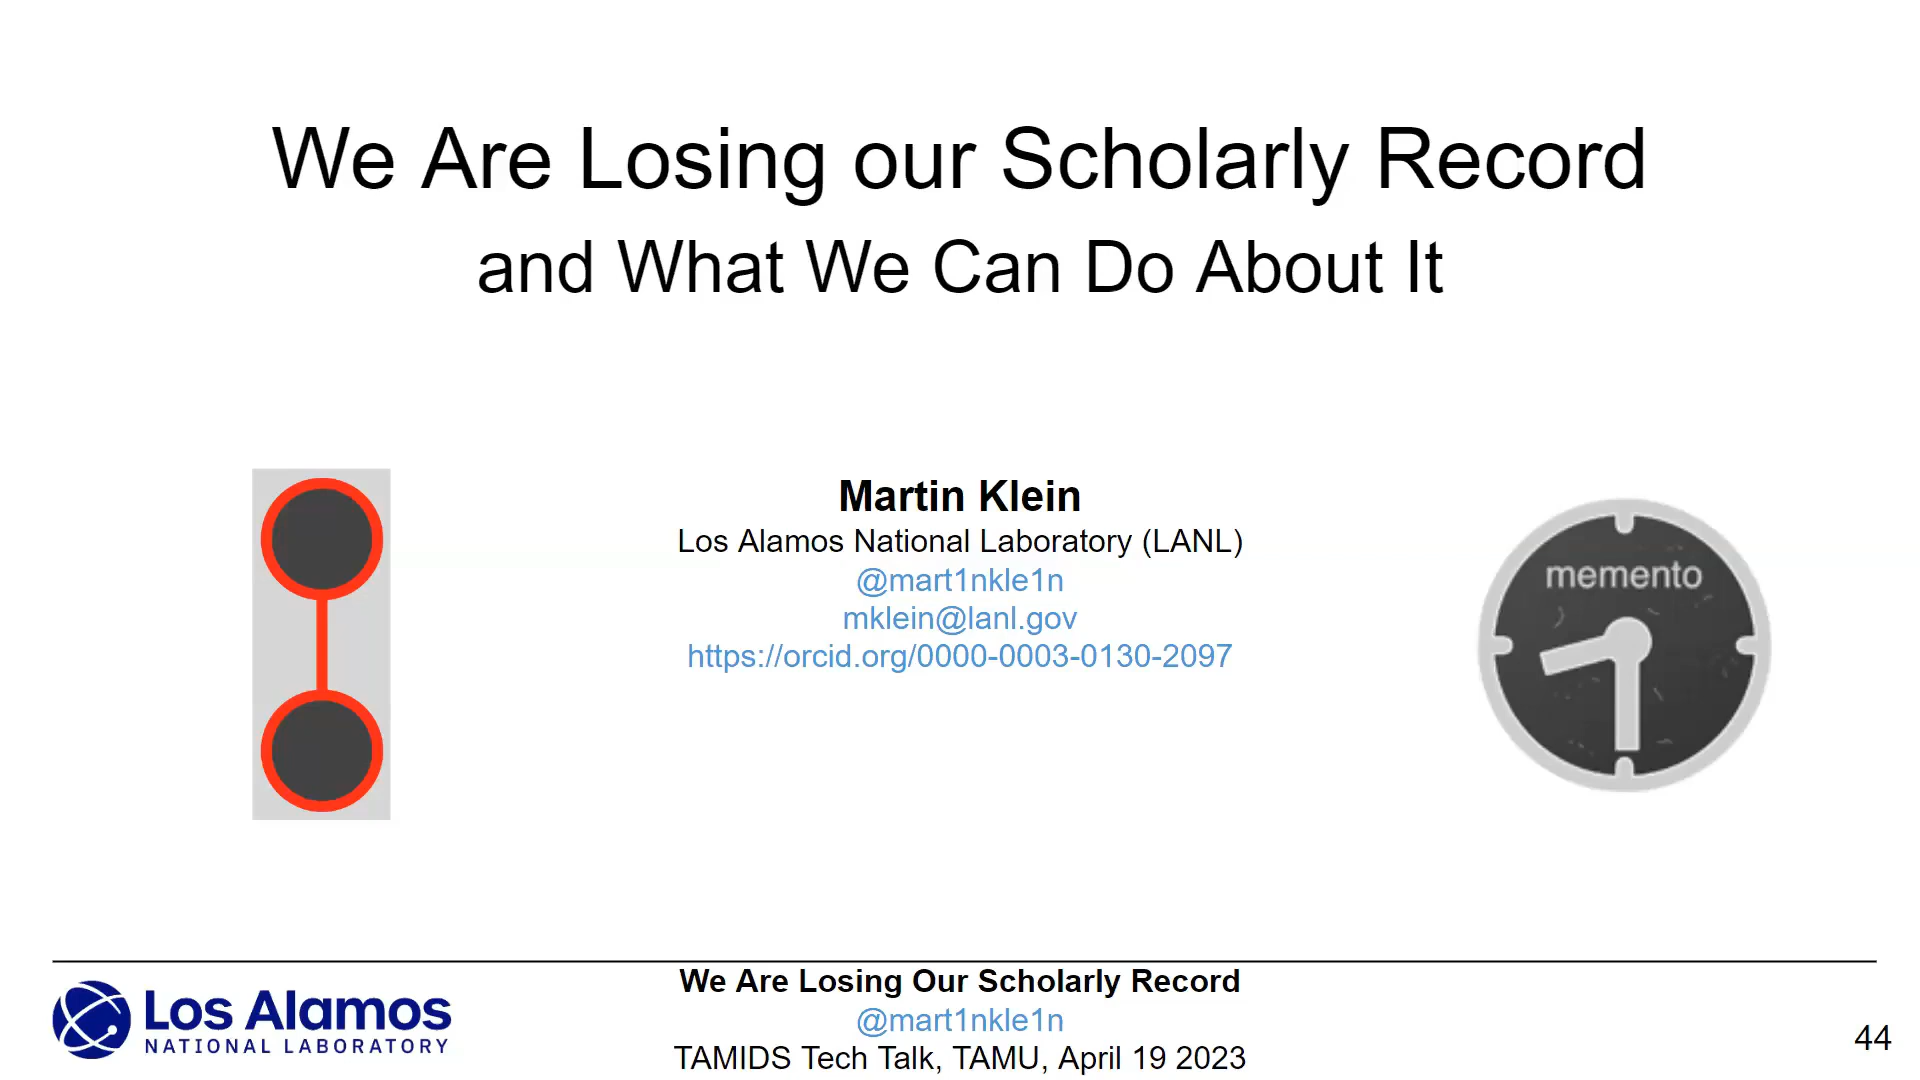 We Are Losing our Scholarly Record
and What We Can Do About It
Martin Klein
Los Alamos National Laboratory (LANL)
@mart1nkle1n
mklein@lanl.gov
https://orcid.org/0000-0003-0130-2097
memento
We Are Losing Our Scholarly Record
@mart1nkle1n
TAMIDS Tech Talk, TAMU, April 19 2023
Los Alamos
NATIONAL LABORATORY
44